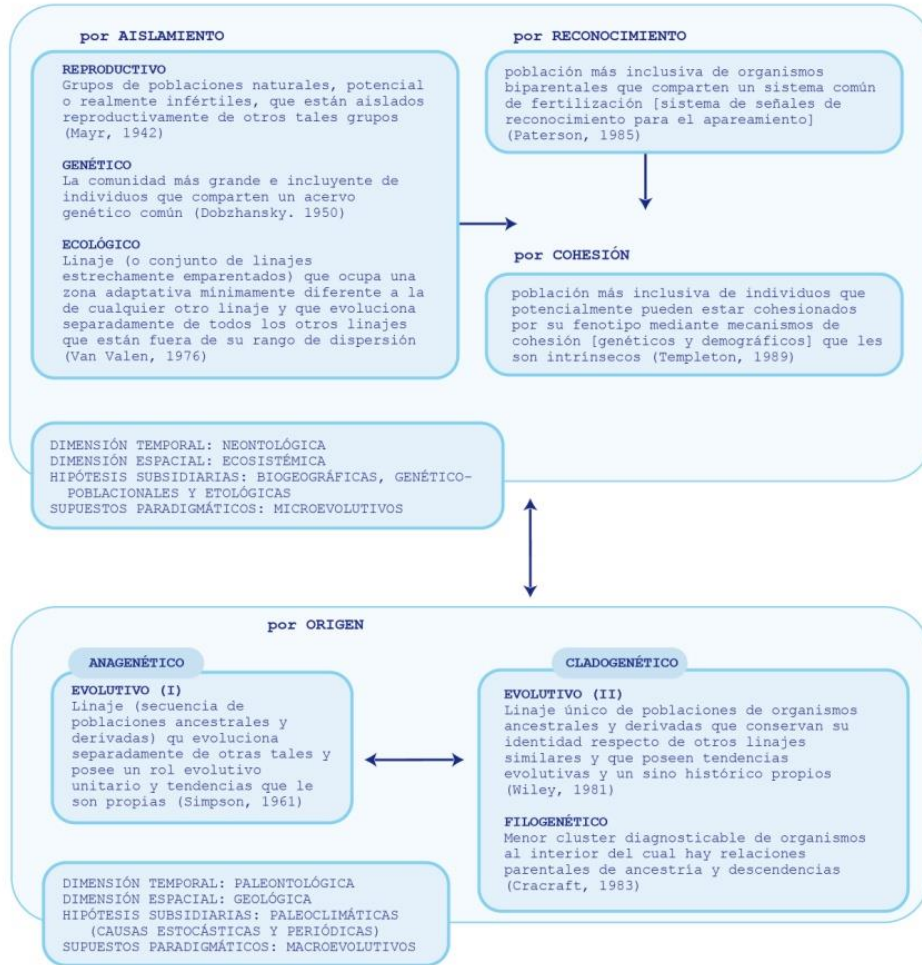 por AISLAMIENTO
REPRODUCTIVO
Grupos de poblaciones naturales, potencial
o realmente infértiles, que están aislados
reproductivamente de otros tales grupos
(Mayr, 1942)
GENÉTICO
La comunidad más grande e incluyente de
individuos que comparten un acervo
genético común (Dobzhansky. 1950)
ECOLÓGICO
Linaje (o conjunto de linajes
estrechamente emparentados) que ocupa una
zona adaptativa mínimamente diferente a la
de cualquier otro linaje y que evoluciona
separadamente de todos los otros linajes
que están fuera de su rango de dispersión
(Van Valen, 1976)
por RECONOCIMIENTO
población más inclusiva de organismos
biparentales que comparten un sistema común
de fertilización [sistema de señales de
reconocimiento para el apareamiento]
(Paterson, 1985)
por COHESIÓN
población más inclusiva de individuos que
potencialmente pueden estar cohesionados
por su fenotipo mediante mecanismos de
cohesión [genéticos y demográficos] que les
son intrínsecos (Templeton, 1989)
DIMENSIÓN TEMPORAL: NEONTOLÓGICA
DIMENSIÓN ESPACIAL: ECOSISTÉMICA
HIPÓTESIS SUBSIDIARIAS: BIOGEOGRÁFICAS, GENÉTICO-
POBLACIONALES Y ETOLÓGICAS
SUPUESTOS PARADIGMÁTICOS: MICROEVOLUTIVOS
por ORIGEN
ANAGENÉTICO
EVOLUTIVO (I)
Linaje (secuencia de
poblaciones ancestrales y
derivadas) qu evoluciona
separadamente de otras tales y
posee un rol evolutivo
unitario y tendencias que le
son propias (Simpson, 1961)
CLADOGENÉTICO
EVOLUTIVO (II)
Linaje único de poblaciones de organismos
ancestrales y derivadas que conservan su
identidad respecto de otros linajes
similares y que poseen tendencias
evolutivas y un sino histórico propios
(Wiley, 1981)
FILOGENÉTICO
Menor cluster diagnosticable de organismos
al interior del cual hay relaciones
parentales de ancestría y descendencias
(Cracraft, 1983)
DIMENSIÓN TEMPORAL: PALEONTOLÓGICA
DIMENSIÓN ESPACIAL: GEOLÓGICA
HIPÓTESIS SUBSIDIARIAS: PALEOCLIMÁTICAS
(CAUSAS ESTOCÁSTICAS Y PERIÓDICAS)
SUPUESTOS PARADIGMÁTICOS: MACROEVOLUTIVOS